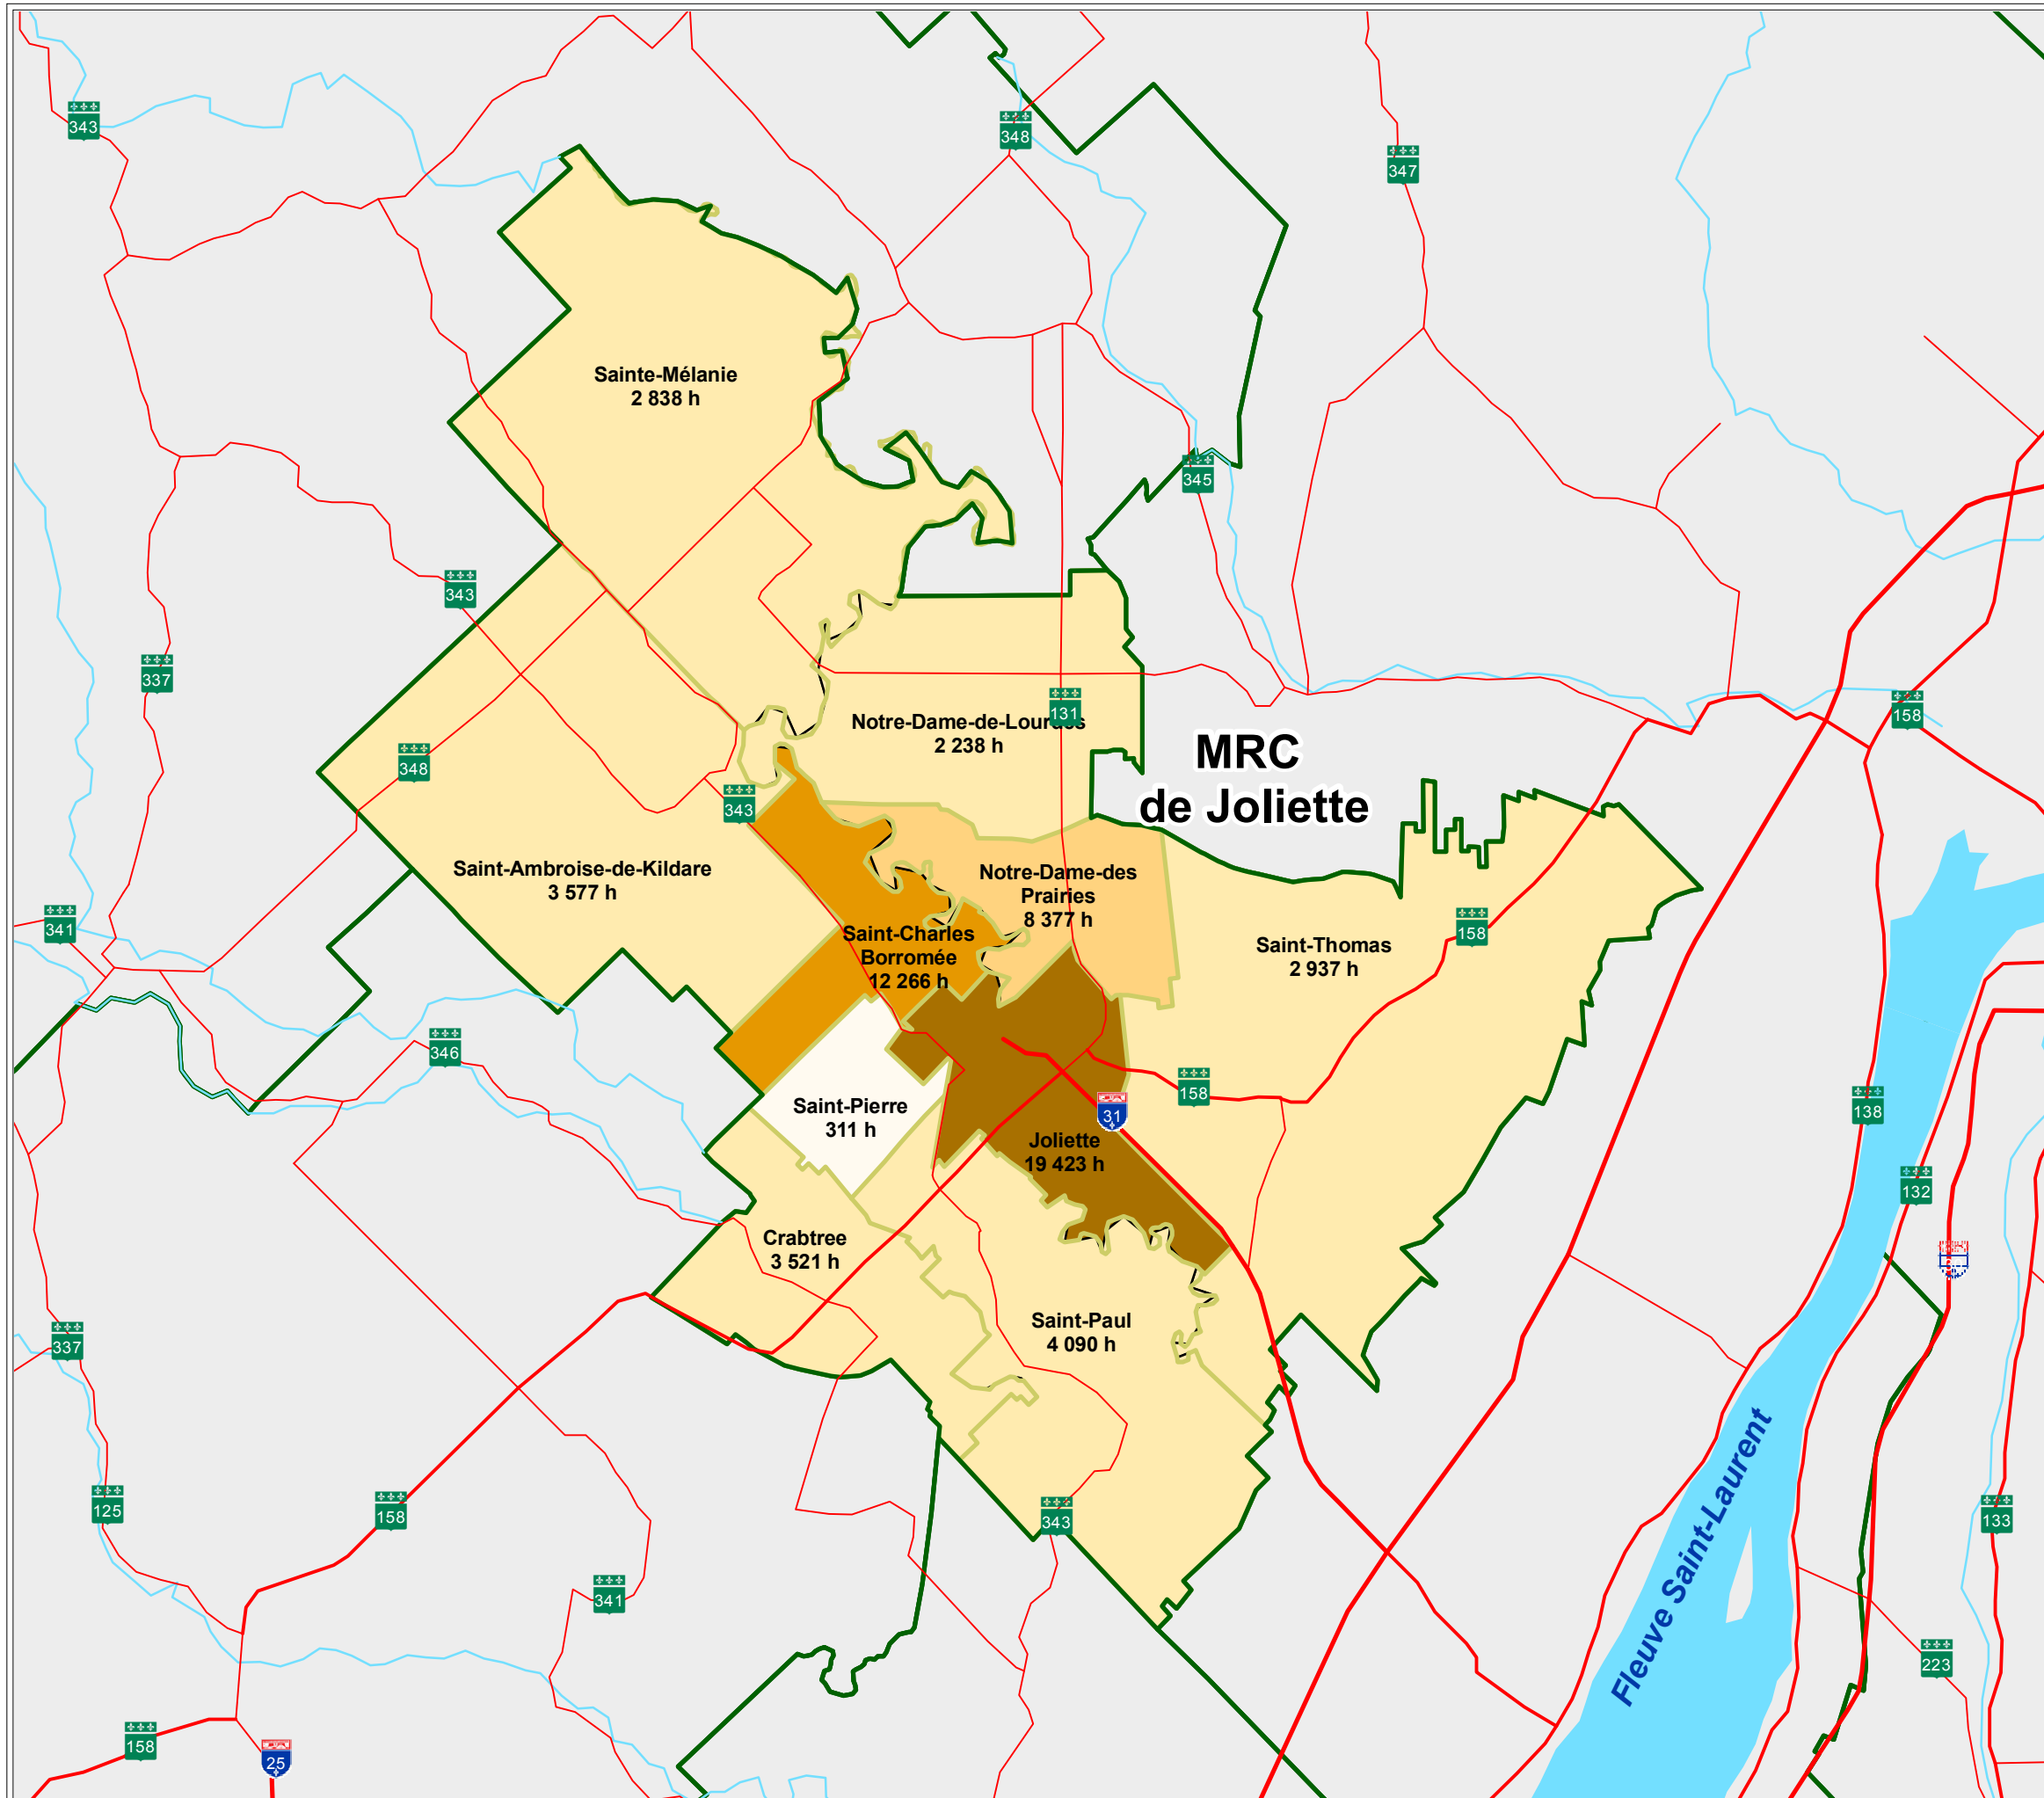 343
348
347
Sainte-Mélanie
2 838 h
345
343
337
131
158
Notre-Dame-de-Lourdes
2 238 h
MRC
de Joliette
348
343
Saint-Ambroise-de-Kildare
3 577 h
Notre-Dame-des
Prairies
8 377 h
341
158
Saint-Charles
Borromée
12 266 h
Saint-Thomas
2 937 h
346
158
31
138
Saint-Pierre
311 h
Joliette
19 423 h
132
Crabtree
3 521 h
Saint-Paul
4 090 h
337
125
158
343
133
Fleuve Saint-Laurent
341
223
158
25